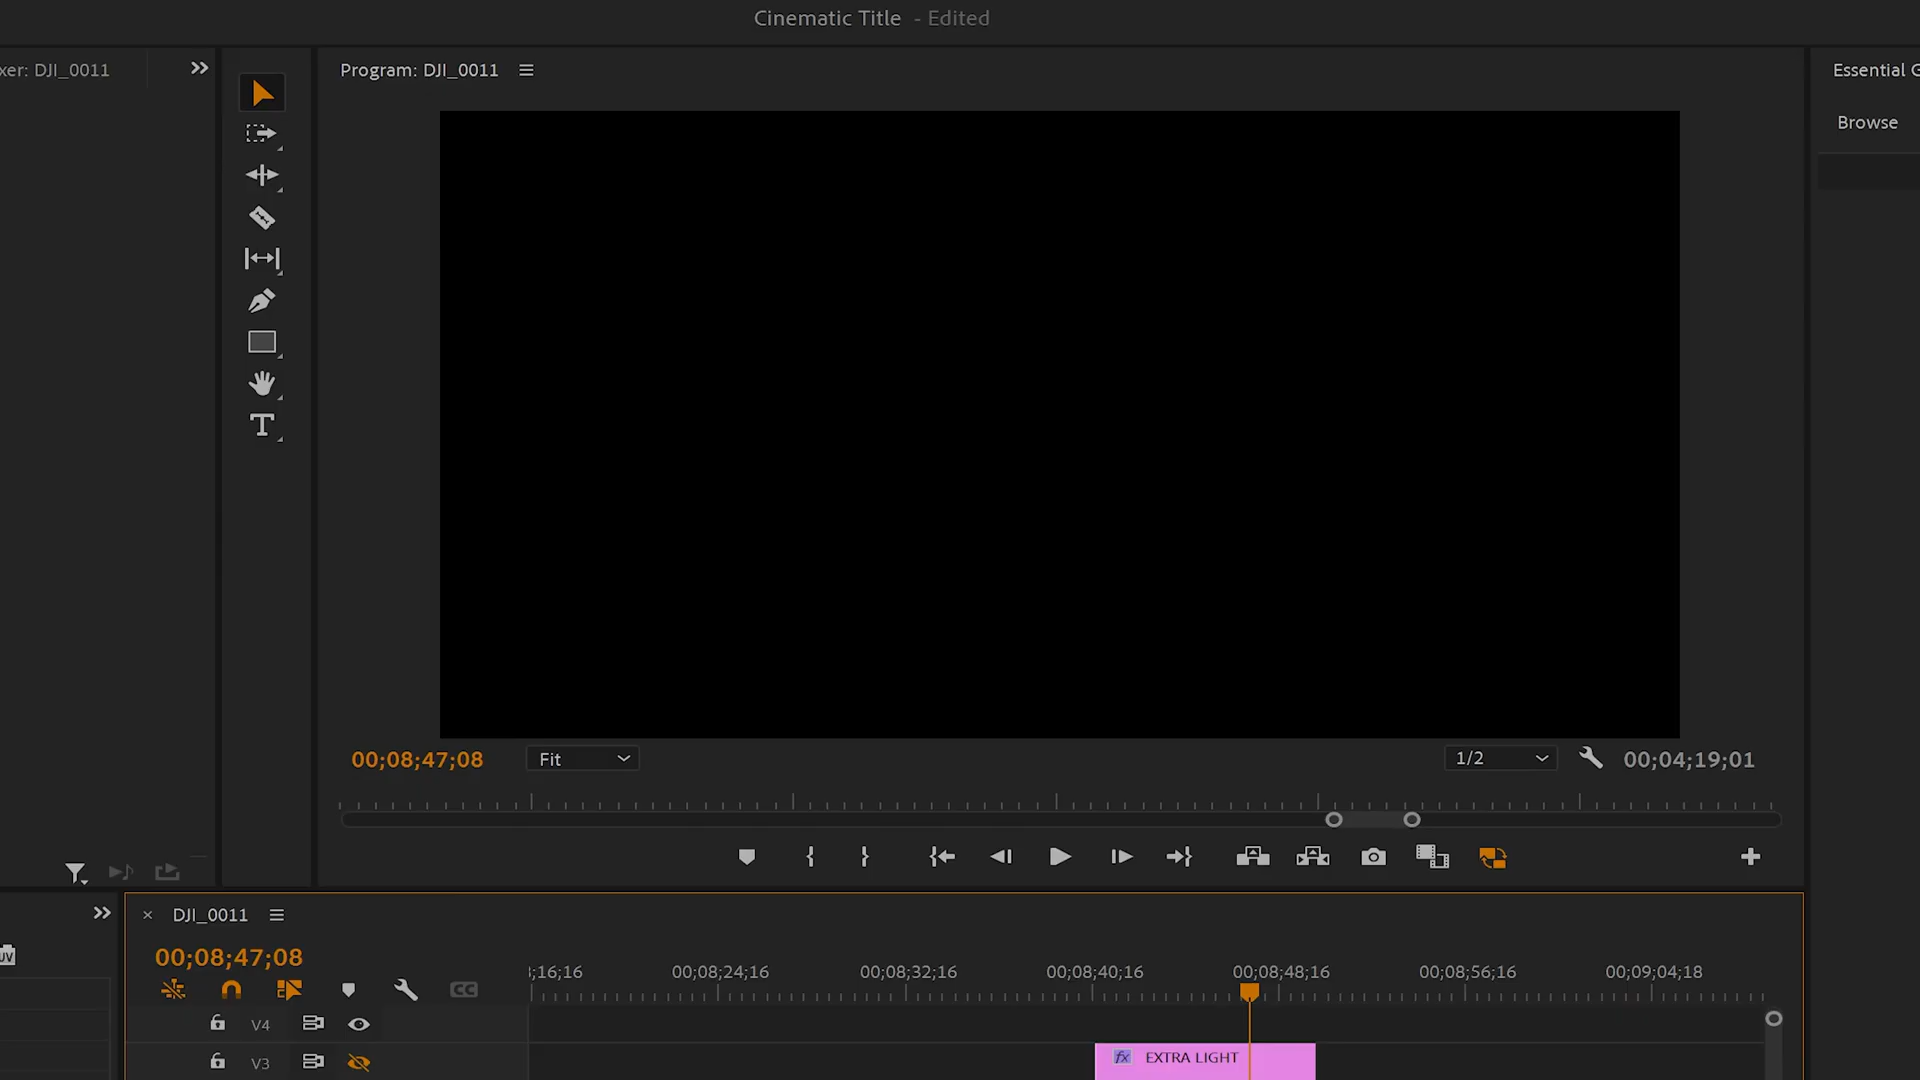 Cinematic Title - Edited
xer: DJI_0011
Program: DJI_0011
Essential G
Browse
T
00;08;47;08
Fit
1/2
00;04;19;01
DJI_0011
00;08;47;08
;16;16
00;08;24;16
00;08;32;16
00;08;40;16
00;08;48;16
00;08;56;16
00;09;04;18
CC
V4
V3
fx EXTRA LIGHT